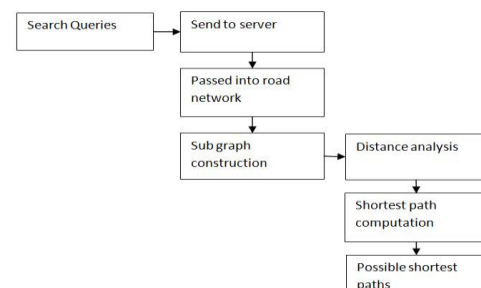 Search Queries
Send to server
Passed into road
network
Sub graph
construction
Distance analysis
Shortest path
computation
Possible shortest
paths